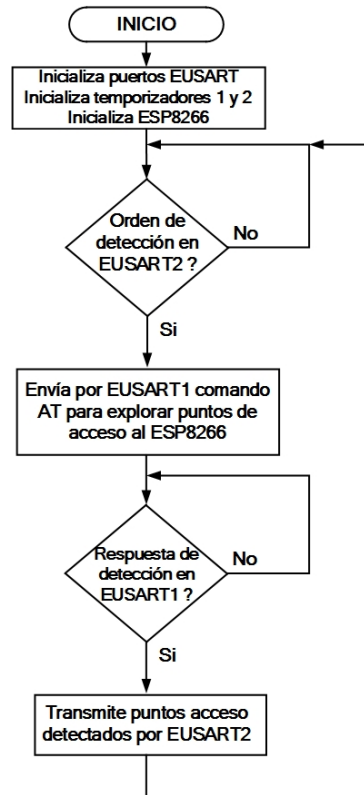 INICIO
Inicializa puertos EUSART
Inicializa temporizadores 1 y 2
Inicializa ESP8266
Orden de
detección en
EUSART2 ?
No
Si
Envía por EUSART1 comando
AT para explorar puntos de
acceso al ESP8266
Respuesta de
detección en
EUSART1 ?
No
Si
Transmite puntos acceso
detectados por EUSART2